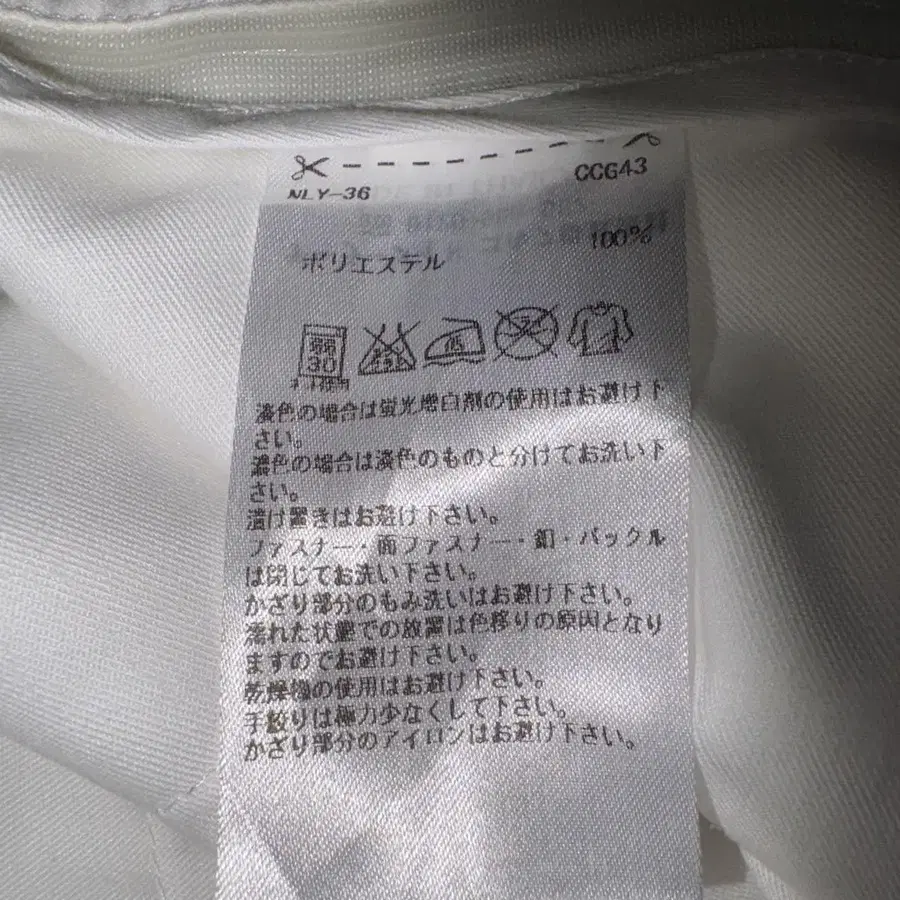 NLY-36 CCG43
ポリエステル 100%
弱 30
淡色の場合は蛍光増白剤の使用はお避け下
さい。
濃色の場合は淡色のものと分けてお洗い下
さい。
漬け置きはお避け下さい。
ファスナー・面ファスナー・釦・バックル
は閉じてお洗い下さい。
かざり部分のもみ洗いはお避け下さい。
濡れた状態での放置は色移りの原因となり
ますのでお避け下さい。
乾燥機の使用はお避け下さい。
手絞りは極力少なくして下さい。
かざり部分のアイロンはお避け下さい。